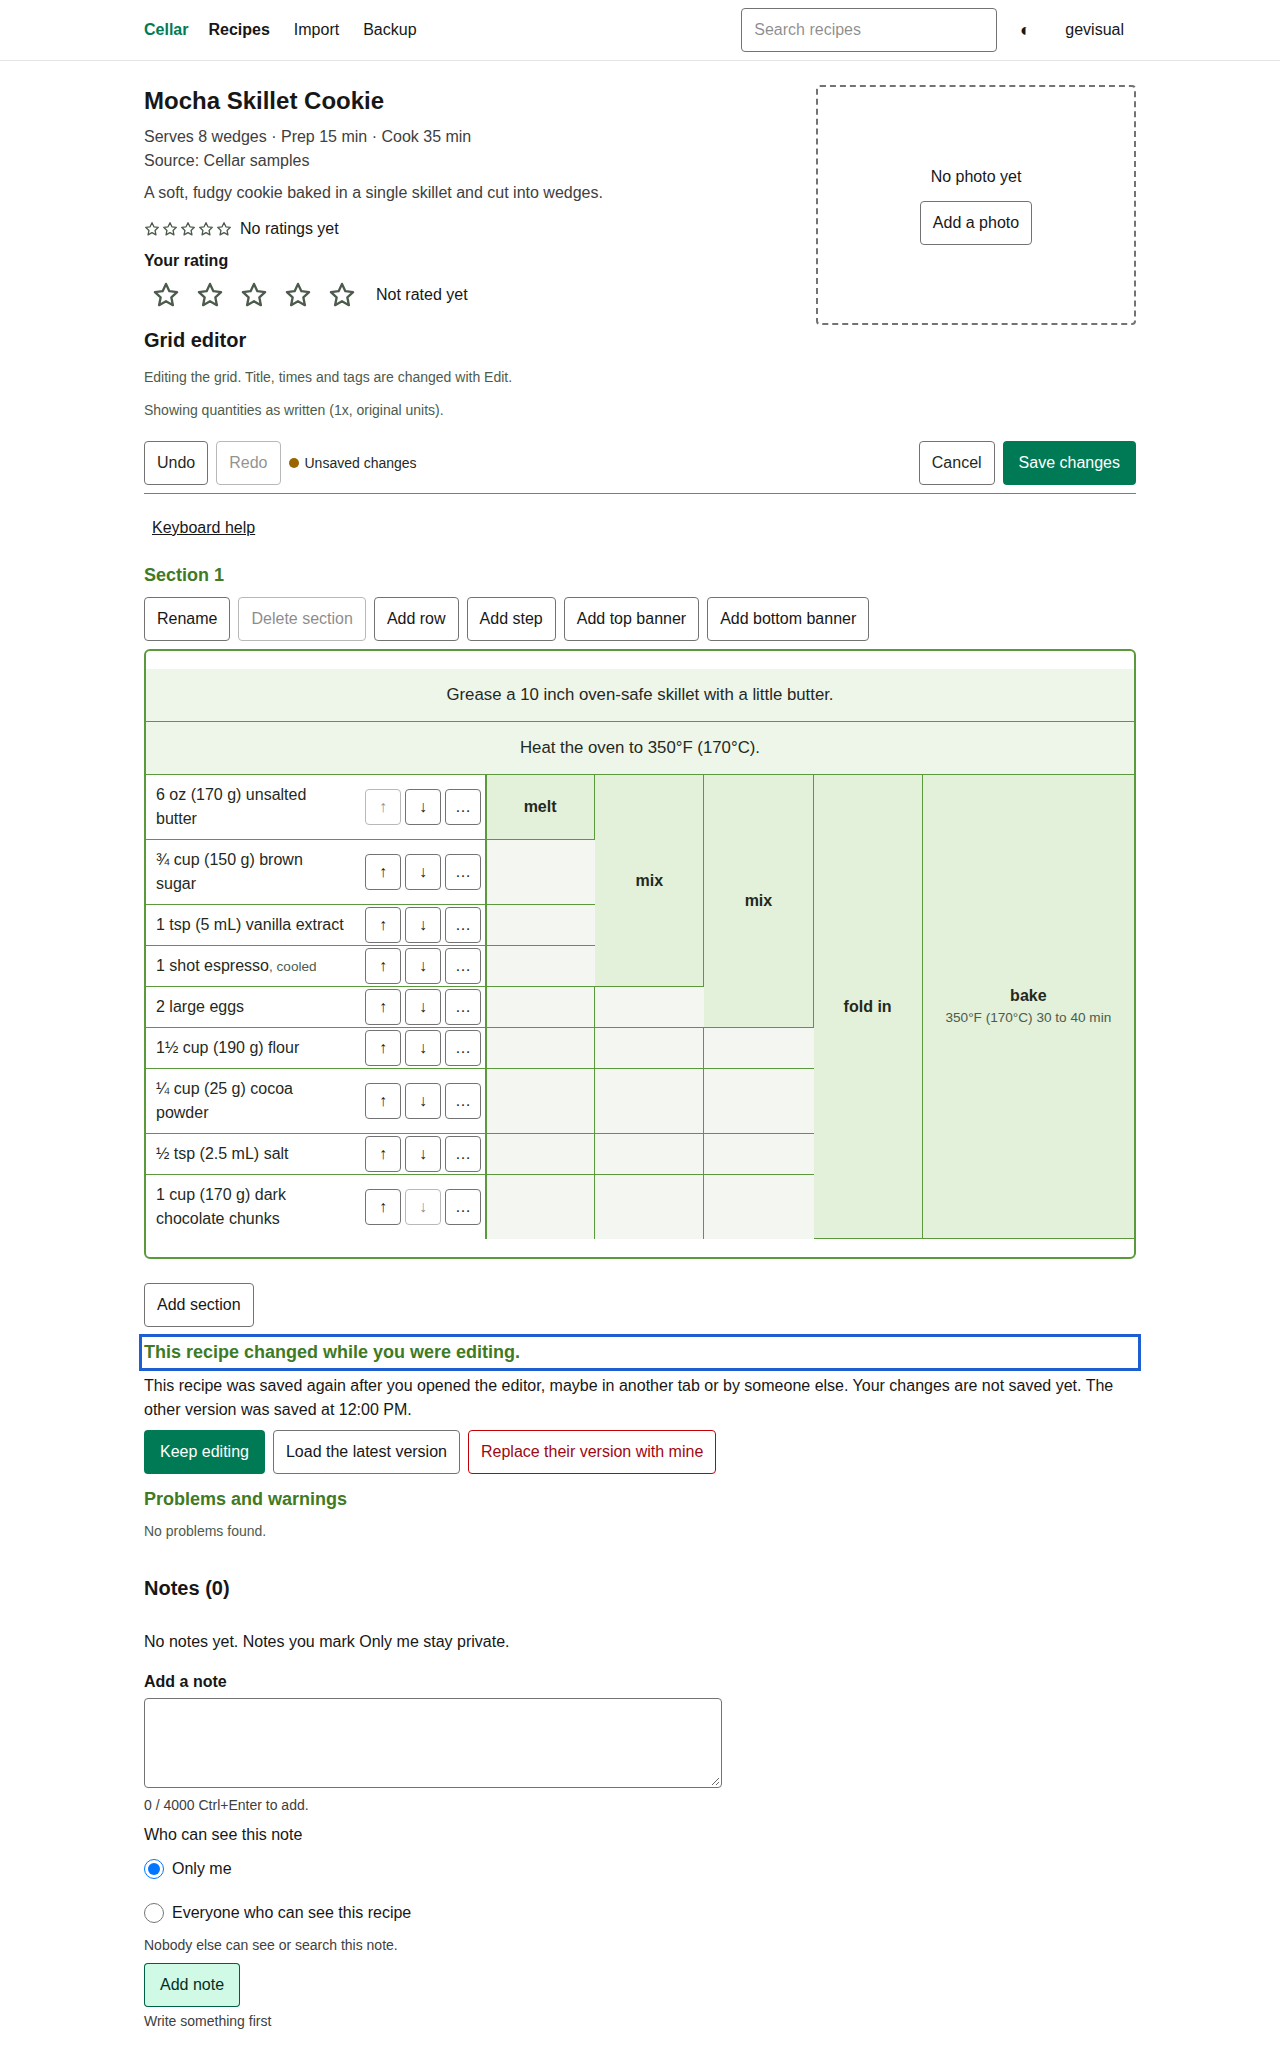 Cellar Recipes Import Backup Search recipes gevisual
Mocha Skillet Cookie
Serves 8 wedges · Prep 15 min · Cook 35 min
Source: Cellar samples
A soft, fudgy cookie baked in a single skillet and cut into wedges.
No ratings yet
Your rating
Not rated yet
No photo yet
Add a photo
Grid editor
Editing the grid. Title, times and tags are changed with Edit.
Showing quantities as written (1x, original units).
Undo Redo Unsaved changes Cancel Save changes
Keyboard help
Section 1
Rename Delete section Add row Add step Add top banner Add bottom banner
Grease a 10 inch oven-safe skillet with a little butter.
Heat the oven to 350°F (170°C).
6 oz (170 g) unsalted
butter
↑ ↓ …
melt
¾ cup (150 g) brown
sugar
↑ ↓ …
mix
mix
1 tsp (5 mL) vanilla extract ↑ ↓ …
1 shot espresso, cooled ↑ ↓ …
2 large eggs ↑ ↓ …
fold in
bake
350°F (170°C) 30 to 40 min
1½ cup (190 g) flour ↑ ↓ …
¼ cup (25 g) cocoa
powder
↑ ↓ …
½ tsp (2.5 mL) salt ↑ ↓ …
1 cup (170 g) dark
chocolate chunks
↑ ↓ …
Add section
This recipe changed while you were editing.
This recipe was saved again after you opened the editor, maybe in another tab or by someone else. Your changes are not saved yet. The
other version was saved at 12:00 PM.
Keep editing Load the latest version Replace their version with mine
Problems and warnings
No problems found.
Notes (0)
No notes yet. Notes you mark Only me stay private.
Add a note
0 / 4000 Ctrl+Enter to add.
Who can see this note
Only me
Everyone who can see this recipe
Nobody else can see or search this note.
Add note
Write something first